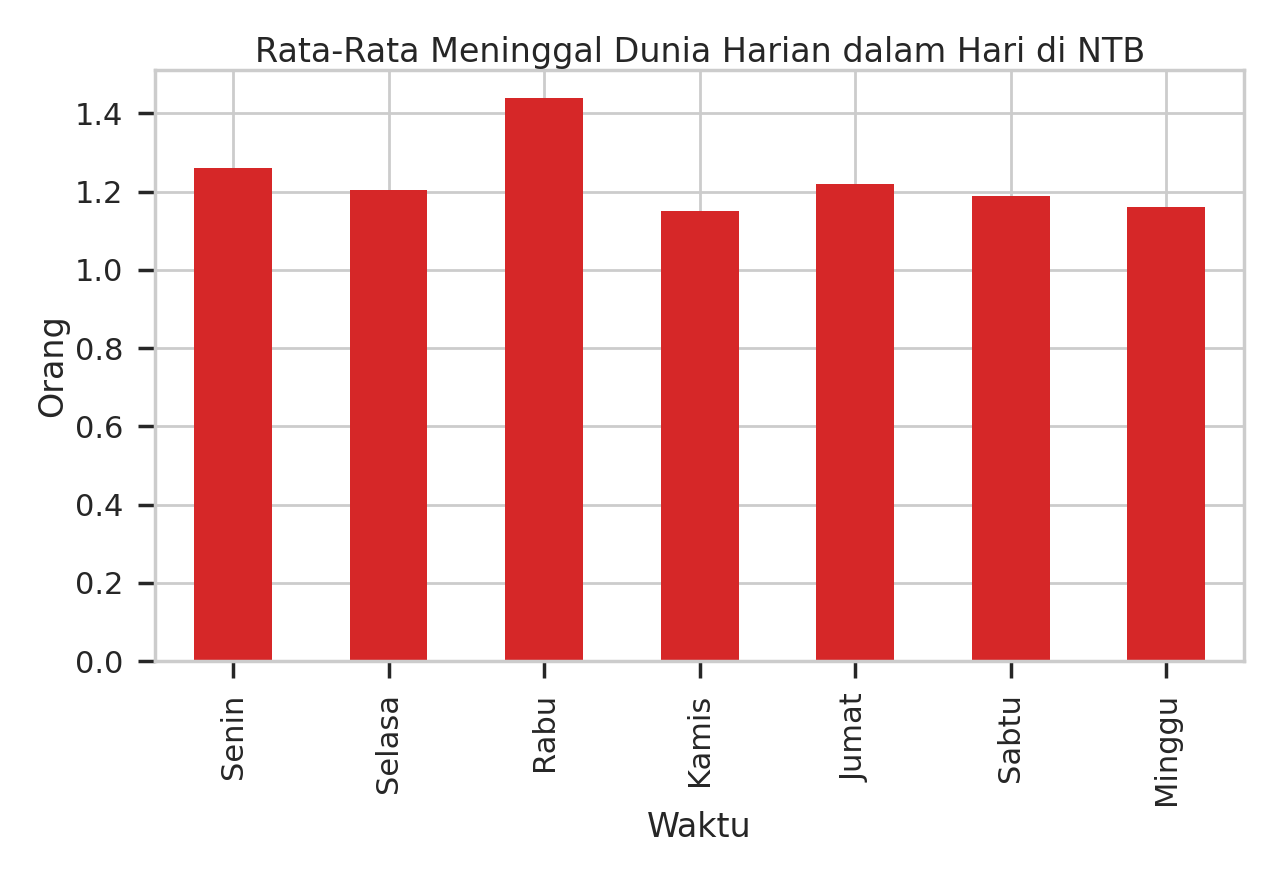 Rata-Rata Meninggal Dunia Harian dalam Hari di NTB
1.4
1.2
1.0
0.8
0.6
0.4
0.2
0.0
Orang
Senin
Selasa
Rabu
Kamis
Jumat
Sabtu
Minggu
Waktu